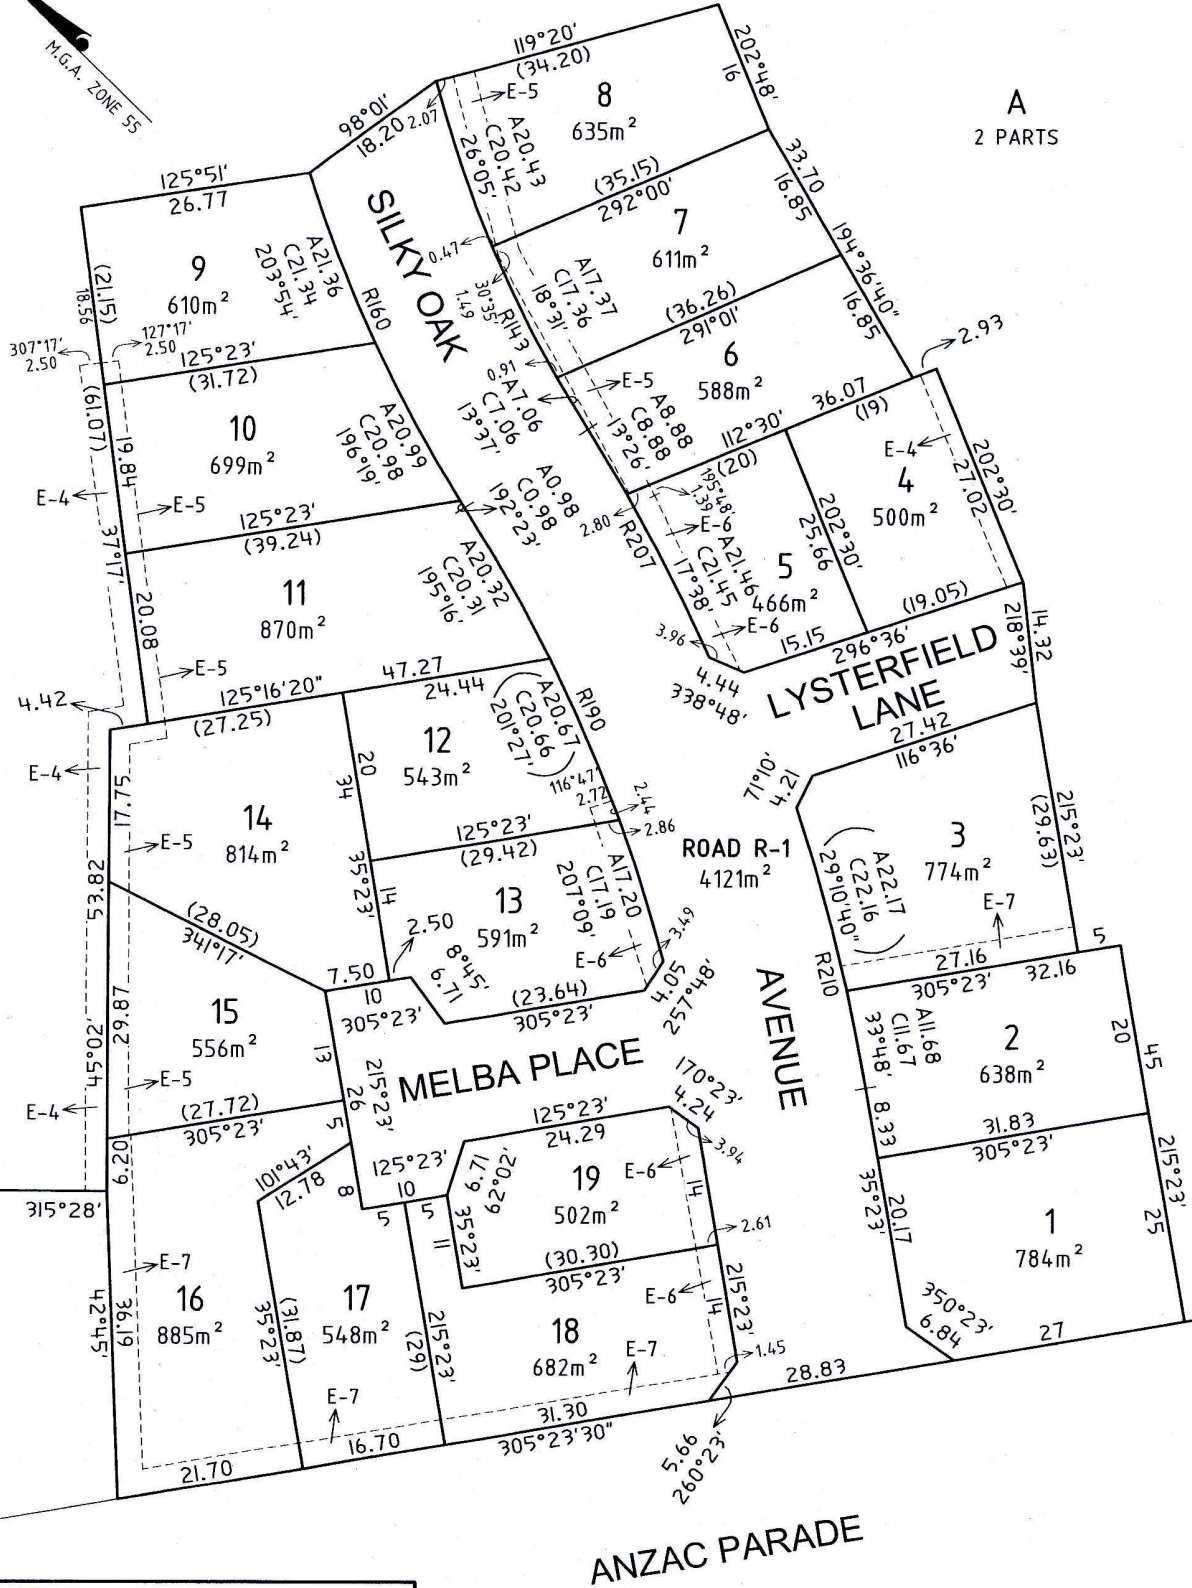 M.G.A. ZONE 55
119°20'
(34.20)
202°48'
16
A
2 PARTS
98°01'
18.20
2.07
E-5
8
635m²
A20.43
C20.42
26°05'
33.70
16.85
125°51'
26.77
SILKY OAK
(35.15)
292°00'
7
611m²
194°36'40"
16.85
(21.15)
18.56
9
610m²
A21.36
C21.34
203°54'
R160
0.47
30°35'
1.49
R143
A17.37
C17.36
18°31'
(36.26)
291°01'
307°17'
2.50
127°17'
2.50
125°23'
(31.72)
0.91
A7.06
C7.06
13°37'
E-5
6
588m²
A8.88
C8.88
13°26'
36.07
(19)
2.93
112°30'
(20)
(61.07)
19.84
10
699m²
A20.99
C20.98
196°19'
E-4
E-5
125°23'
(39.24)
A0.98
C0.98
192°23'
2.80
195°48'
1.39
E-6
R207
202°30'
25.66
E-4
4
500m²
27.02
202°30'
37°17'
20.08
11
870m²
A20.32
C20.31
195°16'
A21.46
C21.45
17°38'
5
466m²
E-6
(19.05)
15.15
296°36'
3.96
4.44
338°48'
14.32
218°39'
LYSTERFIELD
LANE
E-5
4.42
47.27
125°16'20"
(27.25)
24.44
A20.67
C20.66
201°27'
R190
27.42
116°36'
71°10'
4.21
E-4
17.75
12
543m²
20
34
116°47'
2.72
2.44
2.86
14
814m²
E-5
125°23'
(29.42)
ROAD R-1
4121m²
3
774m²
A22.17
C22.16
29°10'40"
215°23'
(29.63)
E-7
53.82
35°23'
14
13
591m²
A17.20
C17.19
207°09'
3.49
E-6
(28.05)
341°17'
2.50
8°45'
6.71
7.50
10
305°23'
(23.64)
305°23'
4.05
257°48'
AVENUE
R210
27.16
305°23'
32.16
5
29.87
15
556m²
13
26
215°23'
MELBA PLACE
A11.68
C11.67
33°48'
2
638m²
20
45
45°02'
E-5
E-4
(27.72)
305°23'
5
170°23'
4.24
125°23'
24.29
3.94
8.33
31.83
305°23'
6.20
101°43'
12.78
125°23'
10
8
5
5
6.71
62°02'
19
502m²
E-6
14
35°23'
20.17
215°23'
25
315°28'
11
35°23'
(30.30)
305°23'
2.61
1
784m²
E-7
42°45'
36.19
16
885m²
35°23'
(31.87)
17
548m²
215°23'
(29)
18
682m²
E-6
14
215°23'
E-7
1.45
350°23'
6.84
27
28.83
E-7
31.30
305°23'30"
16.70
21.70
5.66
260°23'
ANZAC PARADE